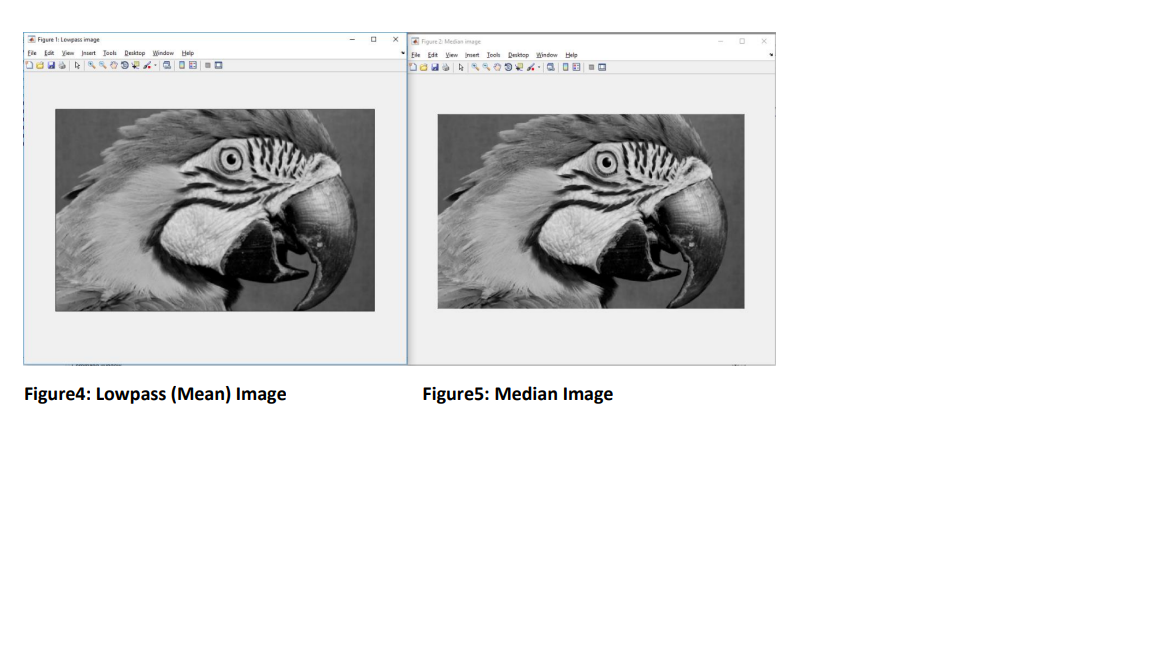 Figure 1: Lowpass image
File Edit View Insert Tools Desktop Window Help
Figure 2: Median image
File Edit View Insert Tools Desktop Window Help
Figure4: Lowpass (Mean) Image
Figure5: Median Image